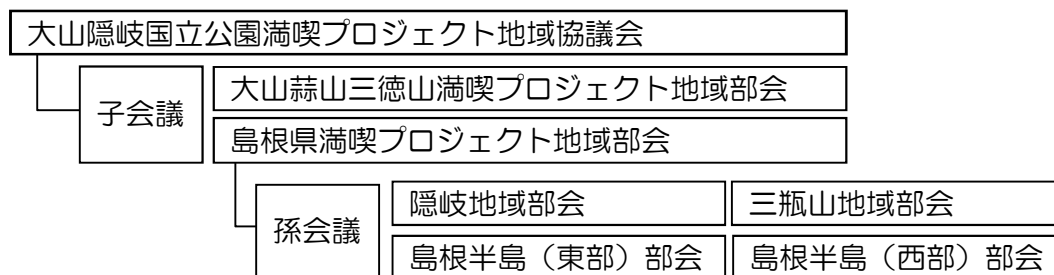 大山隠岐国立公園満喫プロジェクト地域協議会
子会議
大山蒜山三徳山満喫プロジェクト地域部会
島根県満喫プロジェクト地域部会
孫会議
隠岐地域部会
三瓶山地域部会
島根半島（東部）部会
島根半島（西部）部会